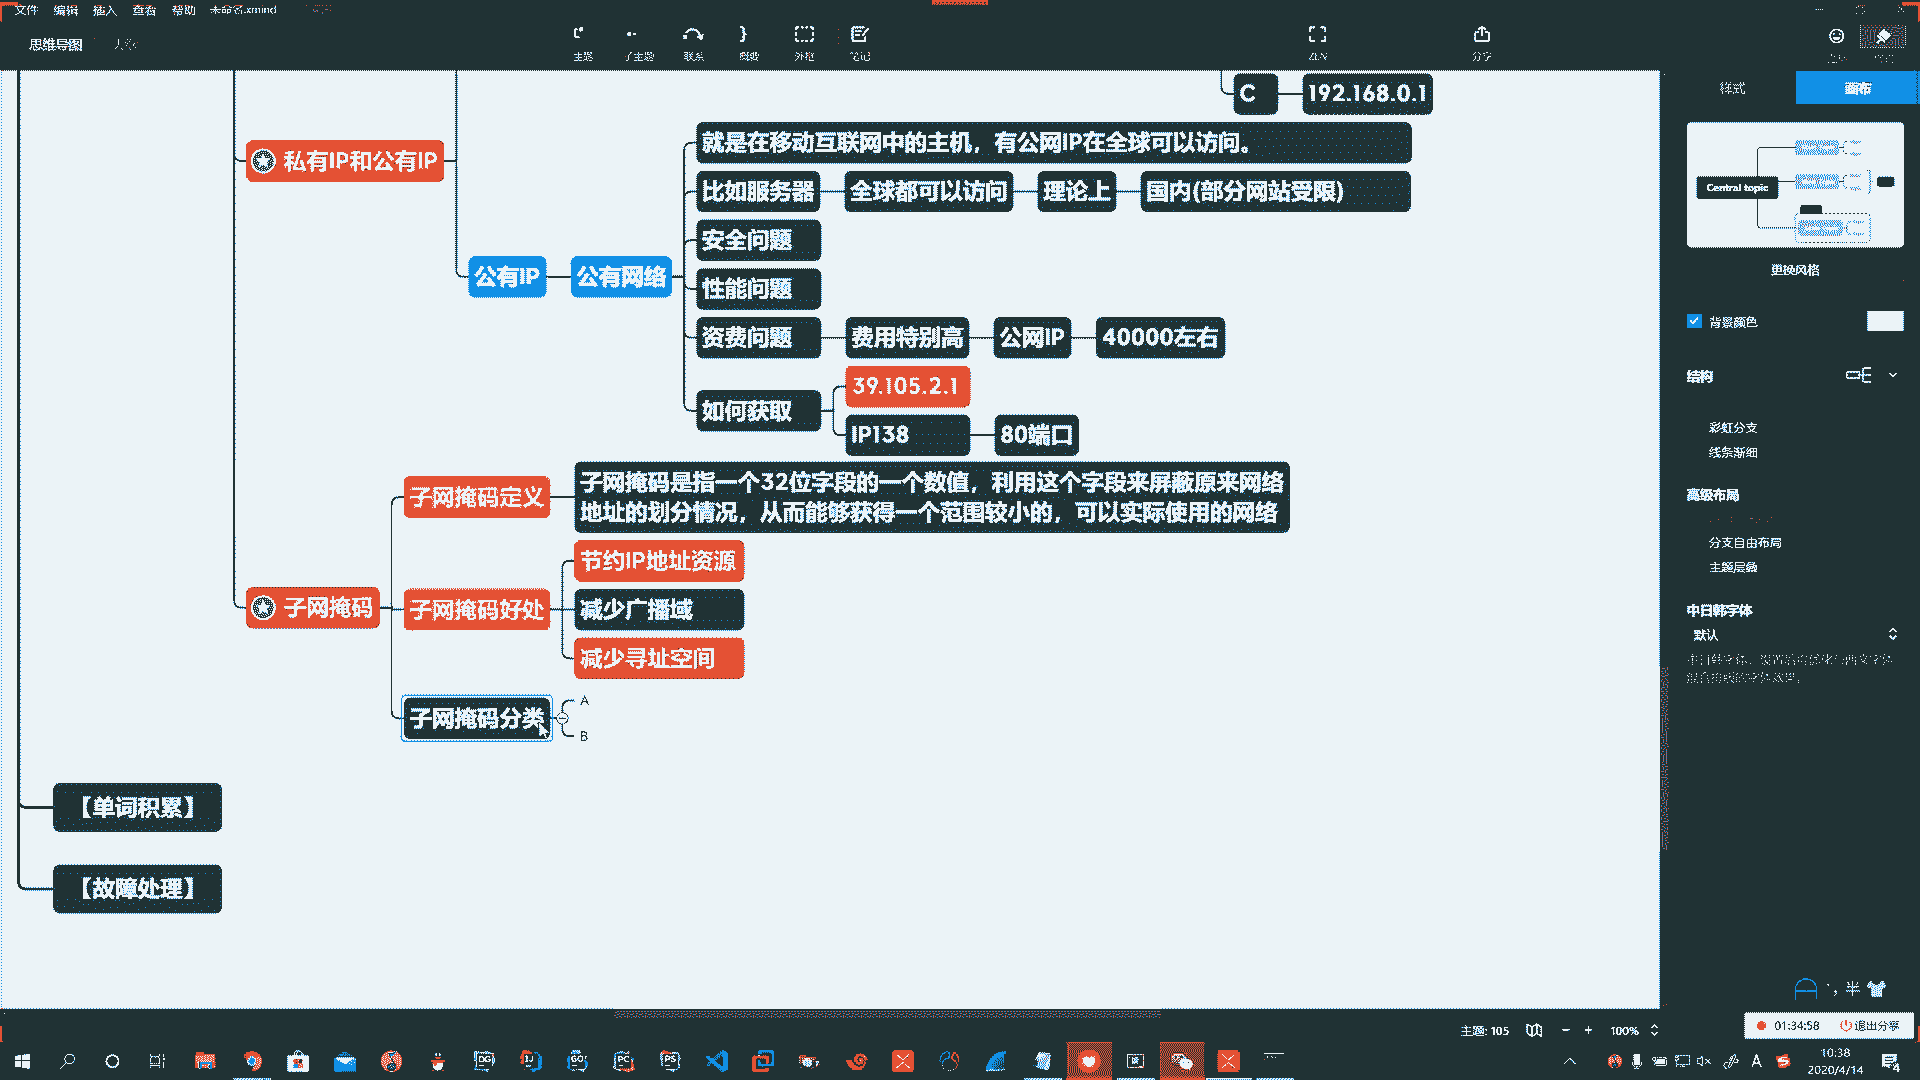 文件 编辑 插入 查看 帮助 未命名.xmind
思维导图
主题 子主题 联系 概要 外框 笔记 ZEN 分享
样式 画布
C 192.168.0.1
私有IP和公有IP
就是在移动互联网中的主机，有公网IP在全球可以访问。
比如服务器 全球都可以访问 理论上 国内(部分网站受限)
安全问题
公有IP 公有网络
性能问题
资费问题 费用特别高 公网IP 40000左右
如何获取
39.105.2.1
IP138 80端口
子网掩码定义
子网掩码是指一个32位字段的一个数值，利用这个字段来屏蔽原来网络
地址的划分情况，从而能够获得一个范围较小的，可以实际使用的网络
节约IP地址资源
子网掩码 子网掩码好处 减少广播域
减少寻址空间
子网掩码分类
A
B
【单词积累】
【故障处理】
Central topic
更换风格
背景颜色
结构
彩虹分支
线条渐细
高级布局
分支自由布局
主题层叠
中日韩字体
默认
半
主题: 105 100%
01:34:58 退出分享
DG IJ GO PC PS
A
10:38
2020/4/14
4